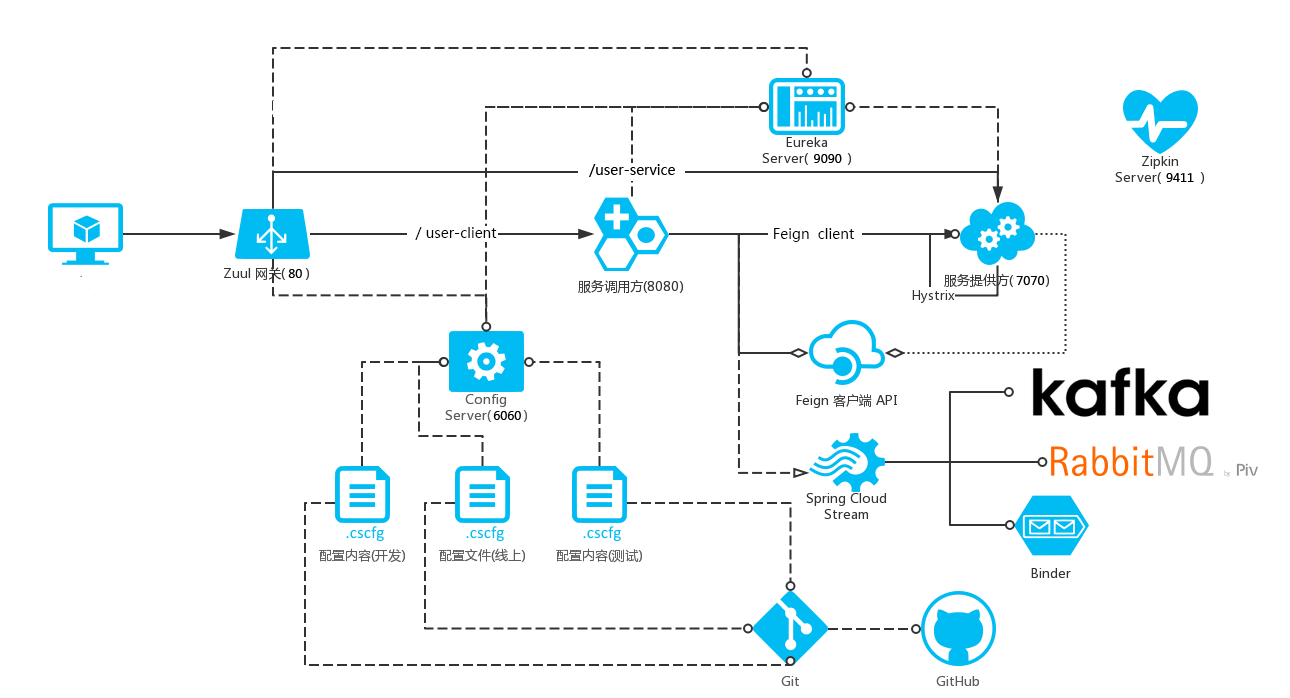 Eureka
Server( 9090 )
Zipkin
Server( 9411 )
/user-service
/ user-client
Feign client
Zuul 网关( 80 )
服务调用方(8080)
服务提供方( 7070 )
Hystrix
Config
Server( 6060 )
Feign 客户端 API
kafka
RabbitMQ by Piv
Spring Cloud
Stream
.cscfg
.cscfg
.cscfg
配置内容(开发)
配置文件(线上)
配置内容(测试)
Binder
Git
GitHub